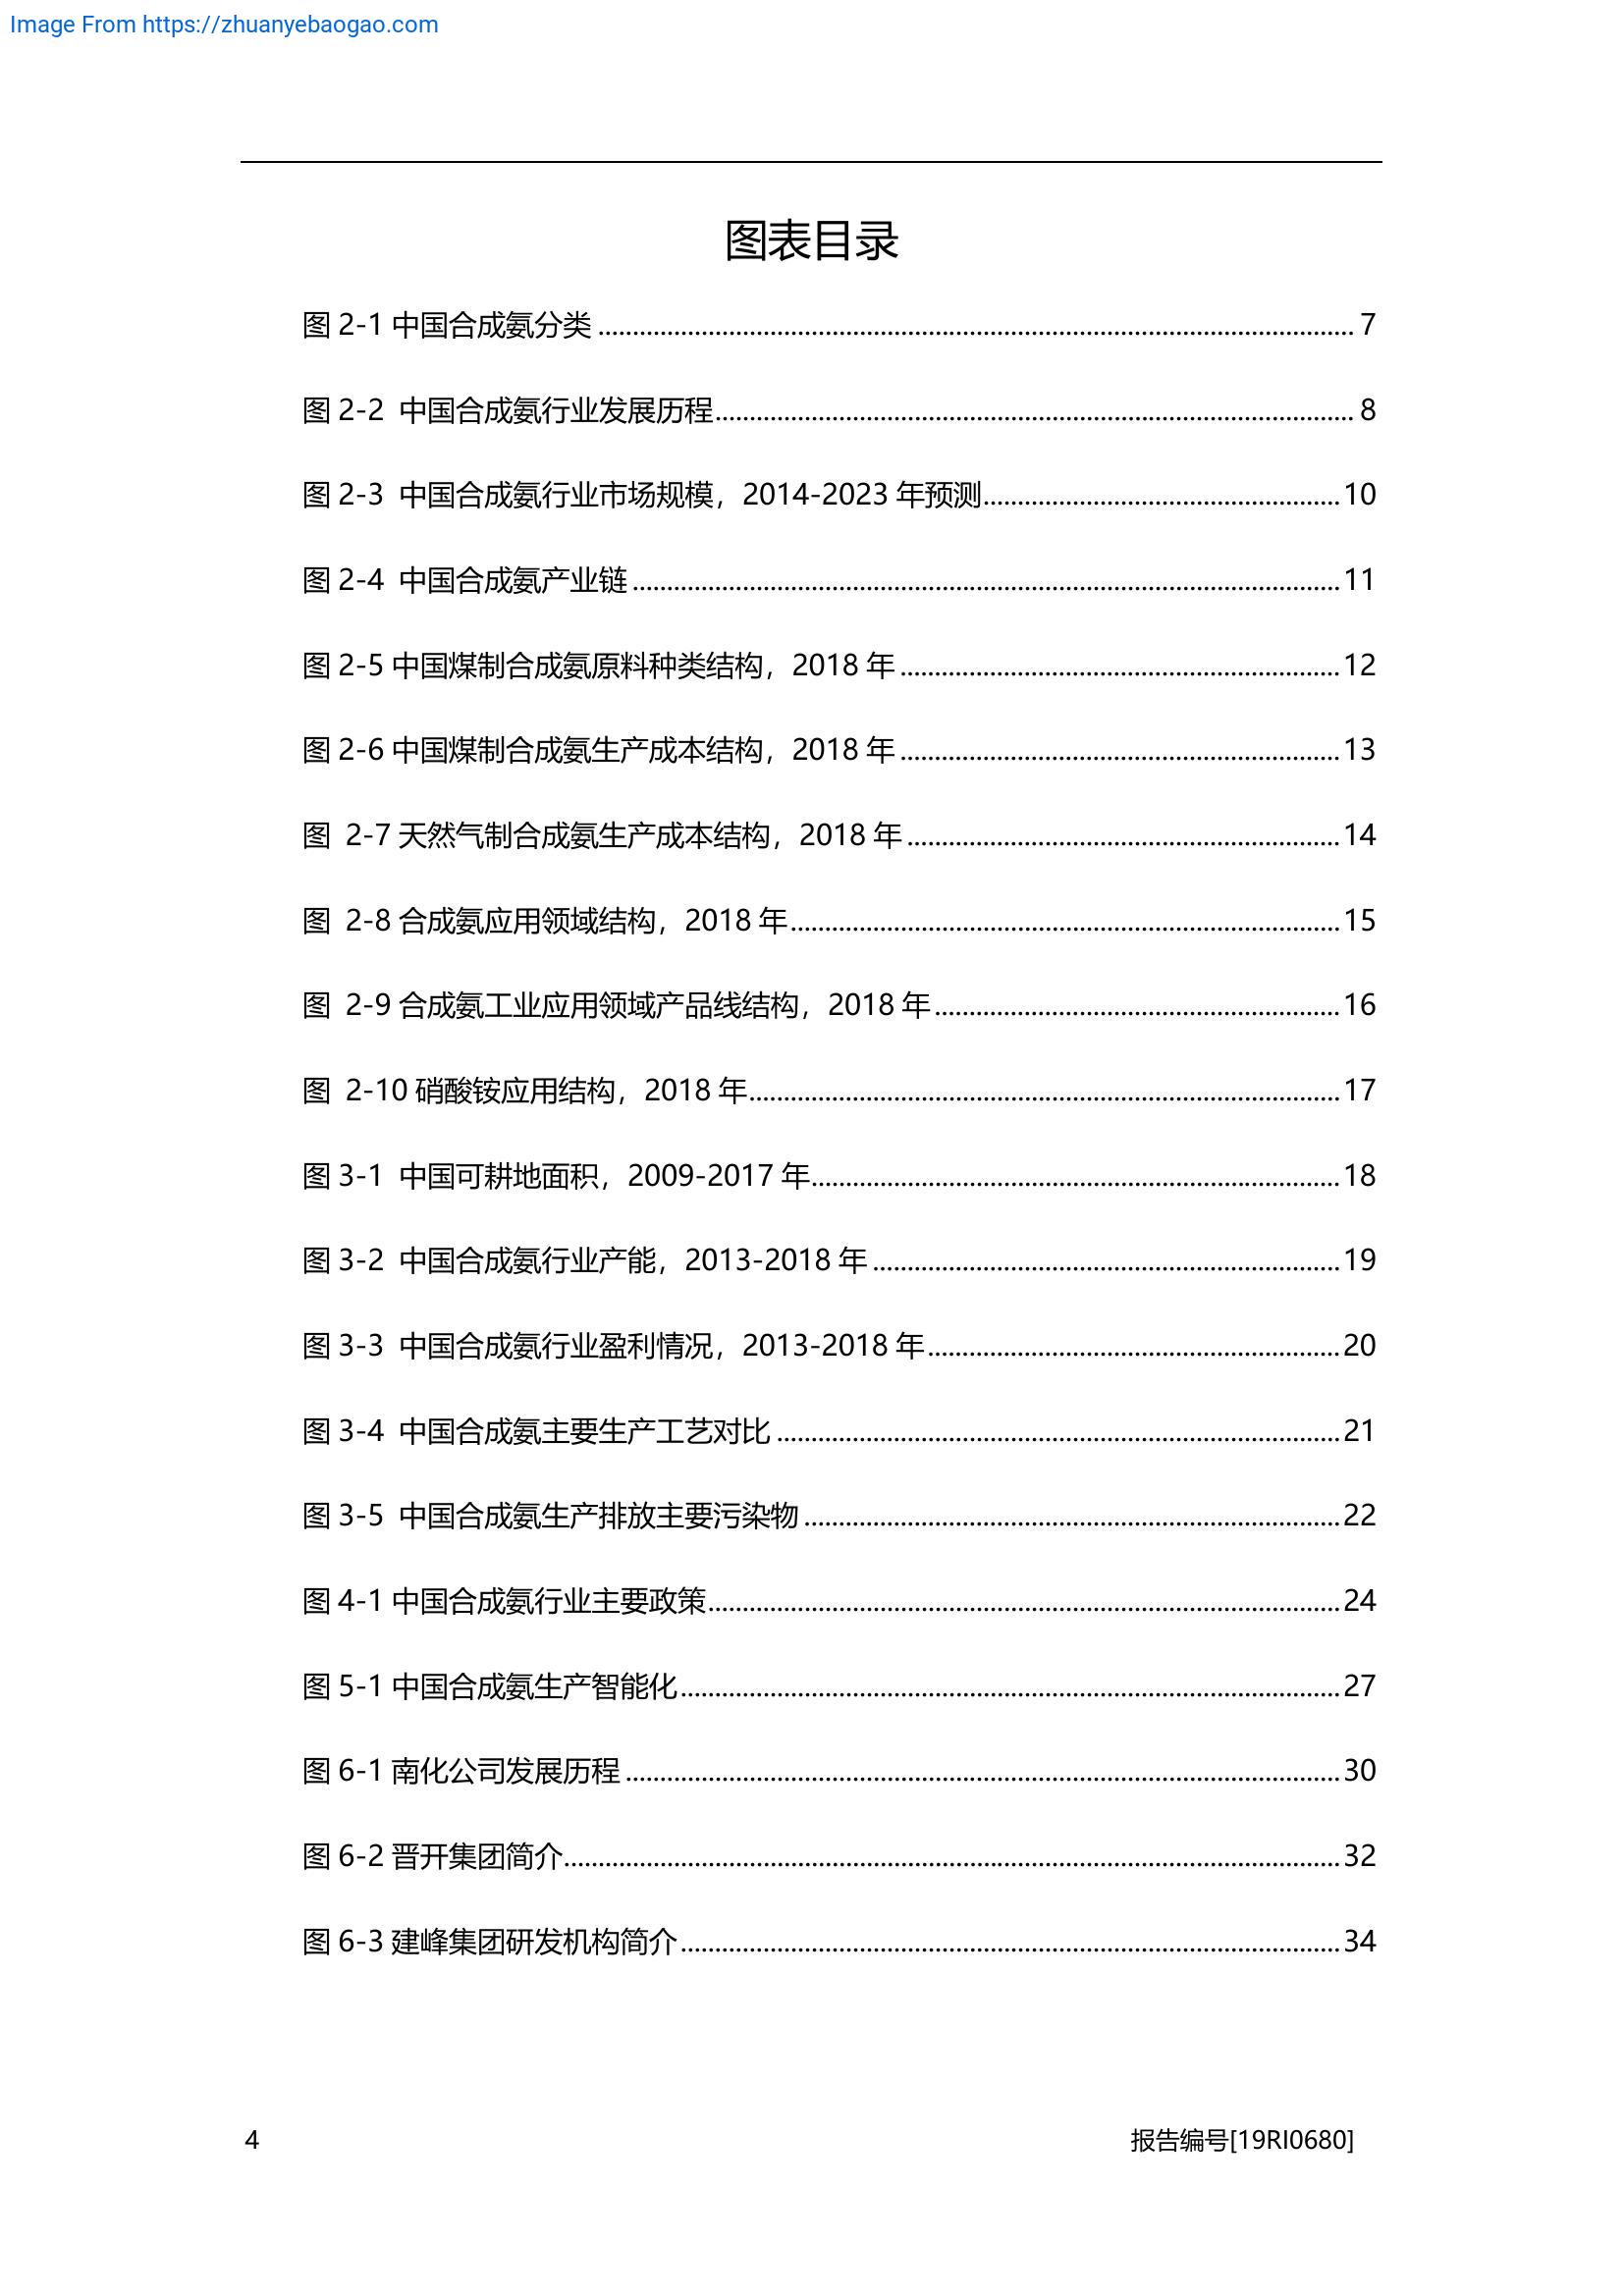 Image From https://zhuanyebaogao.com
图表目录
图 2-1 中国合成氨分类 ........................................ 7
图 2-2 中国合成氨行业发展历程 ........................................ 8
图 2-3 中国合成氨行业市场规模，2014-2023 年预测 ........................................ 10
图 2-4 中国合成氨产业链 ........................................ 11
图 2-5 中国煤制合成氨原料种类结构，2018 年 ........................................ 12
图 2-6 中国煤制合成氨生产成本结构，2018 年 ........................................ 13
图 2-7 天然气制合成氨生产成本结构，2018 年 ........................................ 14
图 2-8 合成氨应用领域结构，2018 年 ........................................ 15
图 2-9 合成氨工业应用领域产品线结构，2018 年 ........................................ 16
图 2-10 硝酸铵应用结构，2018 年 ........................................ 17
图 3-1 中国可耕地面积，2009-2017 年 ........................................ 18
图 3-2 中国合成氨行业产能，2013-2018 年 ........................................ 19
图 3-3 中国合成氨行业盈利情况，2013-2018 年 ........................................ 20
图 3-4 中国合成氨主要生产工艺对比 ........................................ 21
图 3-5 中国合成氨生产排放主要污染物 ........................................ 22
图 4-1 中国合成氨行业主要政策 ........................................ 24
图 5-1 中国合成氨生产智能化 ........................................ 27
图 6-1 南化公司发展历程 ........................................ 30
图 6-2 晋开集团简介 ........................................ 32
图 6-3 建峰集团研发机构简介 ........................................ 34
4 报告编号[19RI0680]